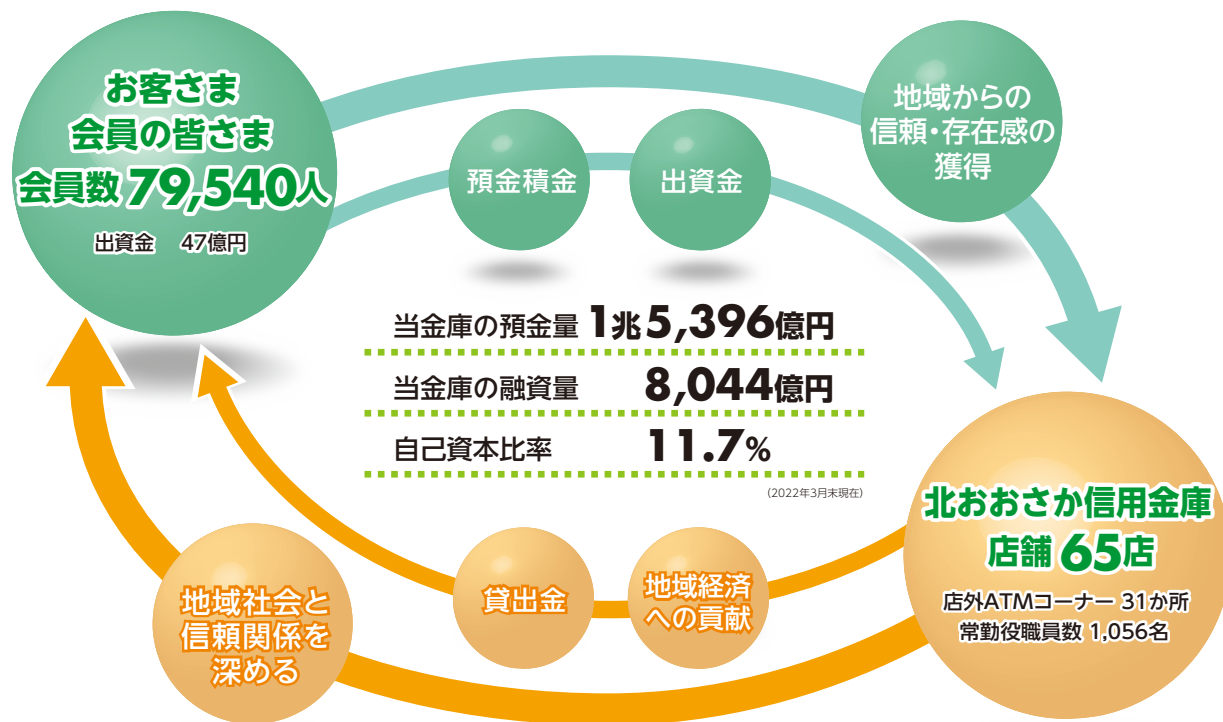 お客さま
会員の皆さま
会員数 79,540人
出資金 47億円
預金積金
出資金
地域からの
信頼・存在感の
獲得
当金庫の預金量 1兆5,396億円
当金庫の融資量 8,044億円
自己資本比率 11.7%
(2022年3月末現在)
北おおさか信用金庫
店舗 65店
店外ATMコーナー 31か所
常勤役職員数 1,056名
地域社会と
信頼関係を
深める
貸出金
地域経済
への貢献